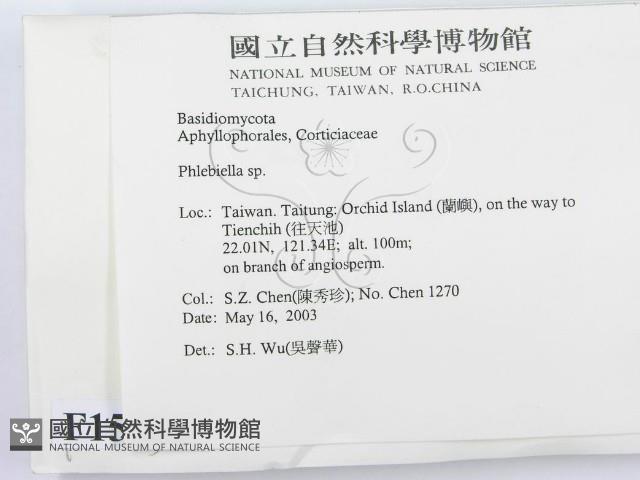 國立自然科學博物館
NATIONAL MUSEUM OF NATURAL SCIENCE
TAICHUNG, TAIWAN, R.O.CHINA
Basidiomycota
Aphyllophorales, Corticiaceae
Phlebiella sp.
Loc.: Taiwan. Taitung: Orchid Island (蘭嶼), on the way to
Tienchih (往天池)
22.01N, 121.34E; alt. 100m;
on branch of angiosperm.
Col.: S.Z. Chen(陳秀珍); No. Chen 1270
Date: May 16, 2003
Det.: S.H. Wu(吳聲華)
F15
國立自然科學博物館
NATIONAL MUSEUM OF NATURAL SCIENCE